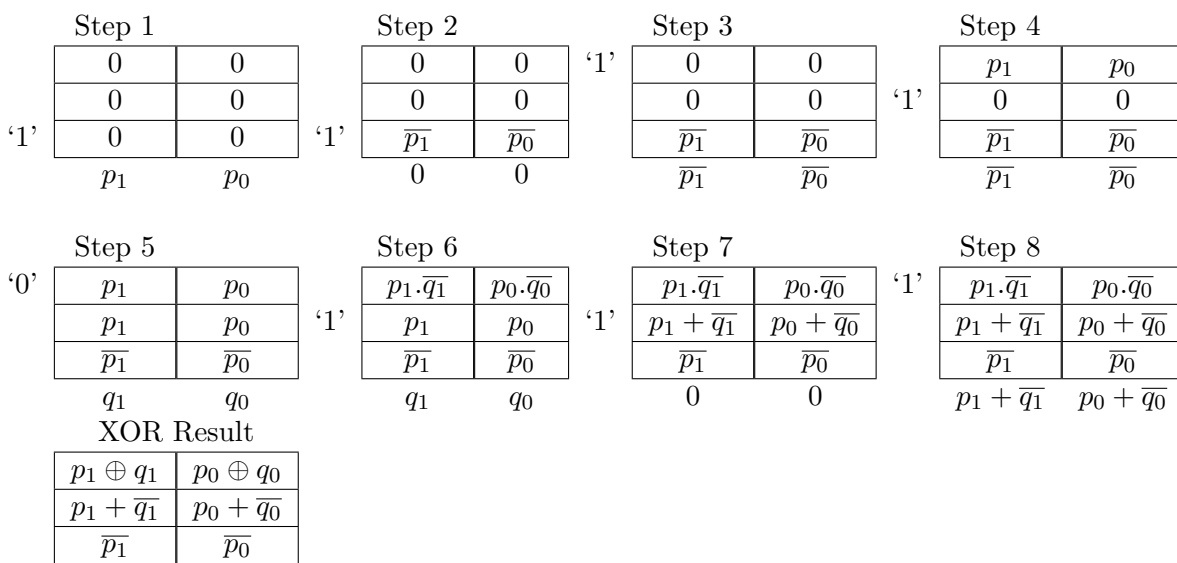 Step 1 Step 2 Step 3 Step 4
0 0 0 0 '1' 0 0 p₁ p₀
0 0 0 0 0 0 '1' 0 0
'1' 0 0 '1' p̅₁̅ p̅₀̅ p̅₁̅ p̅₀̅ p̅₁̅ p̅₀̅
p₁ p₀ 0 0 p̅₁̅ p̅₀̅ p̅₁̅ p̅₀̅
Step 5 Step 6 Step 7 Step 8
'0' p₁ p₀ p₁.q̅₁̅ p₀.q̅₀̅ p₁.q̅₁̅ p₀.q̅₀̅ '1' p₁.q̅₁̅ p₀.q̅₀̅
p₁ p₀ '1' p₁ p₀ '1' p₁ + q̅₁̅ p₀ + q̅₀̅ p₁ + q̅₁̅ p₀ + q̅₀̅
p̅₁̅ p̅₀̅ p̅₁̅ p̅₀̅ p̅₁̅ p̅₀̅ p̅₁̅ p̅₀̅
q₁ q₀ q₁ q₀ 0 0 p₁ + q̅₁̅ p₀ + q̅₀̅
XOR Result
p₁ ⊕ q₁ p₀ ⊕ q₀
p₁ + q̅₁̅ p₀ + q̅₀̅
p̅₁̅ p̅₀̅